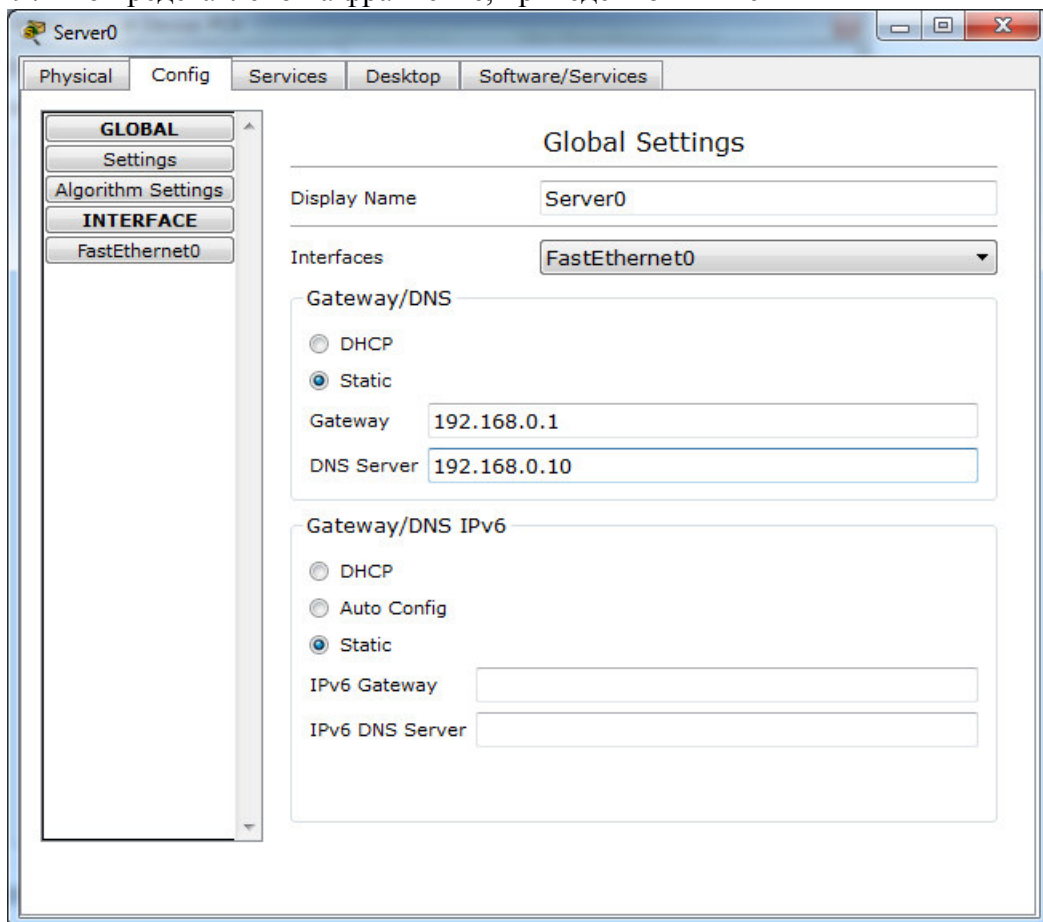 Server0
Physical Config Services Desktop Software/Services
GLOBAL
Settings
Algorithm Settings
INTERFACE
FastEthernet0
Global Settings
Display Name Server0
Interfaces FastEthernet0
Gateway/DNS
DHCP
Static
Gateway 192.168.0.1
DNS Server 192.168.0.10
Gateway/DNS IPv6
DHCP
Auto Config
Static
IPv6 Gateway
IPv6 DNS Server